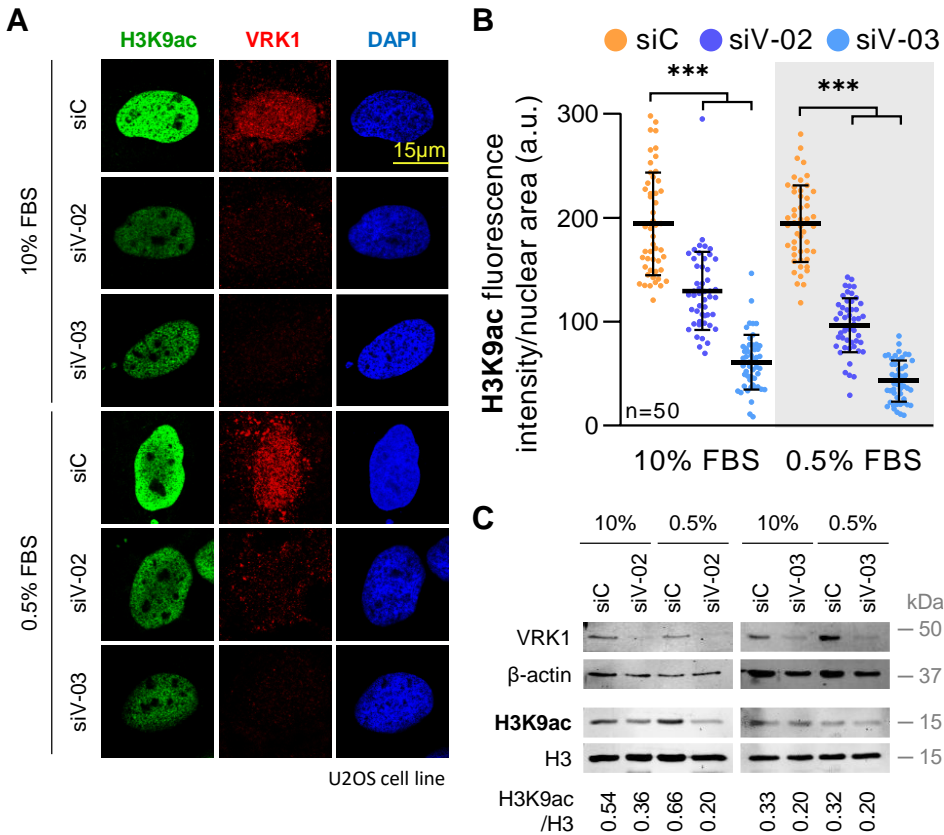 A
H3K9ac VRK1 DAPI
10% FBS
siC
15µm
siV-02
siV-03
0.5% FBS
siC
siV-02
siV-03
U2OS cell line
B
siC siV-02 siV-03
*** ***
H3K9ac fluorescence
intensity/nuclear area (a.u.)
300
200
100
0
n=50
10% FBS 0.5% FBS
C
10% 0.5% 10% 0.5%
siC siV-02 siC siV-02 siC siV-03 siC siV-03
kDa
VRK1 50
β-actin 37
H3K9ac 15
H3 15
H3K9ac
/H3
0.54 0.36 0.66 0.20 0.33 0.20 0.32 0.20